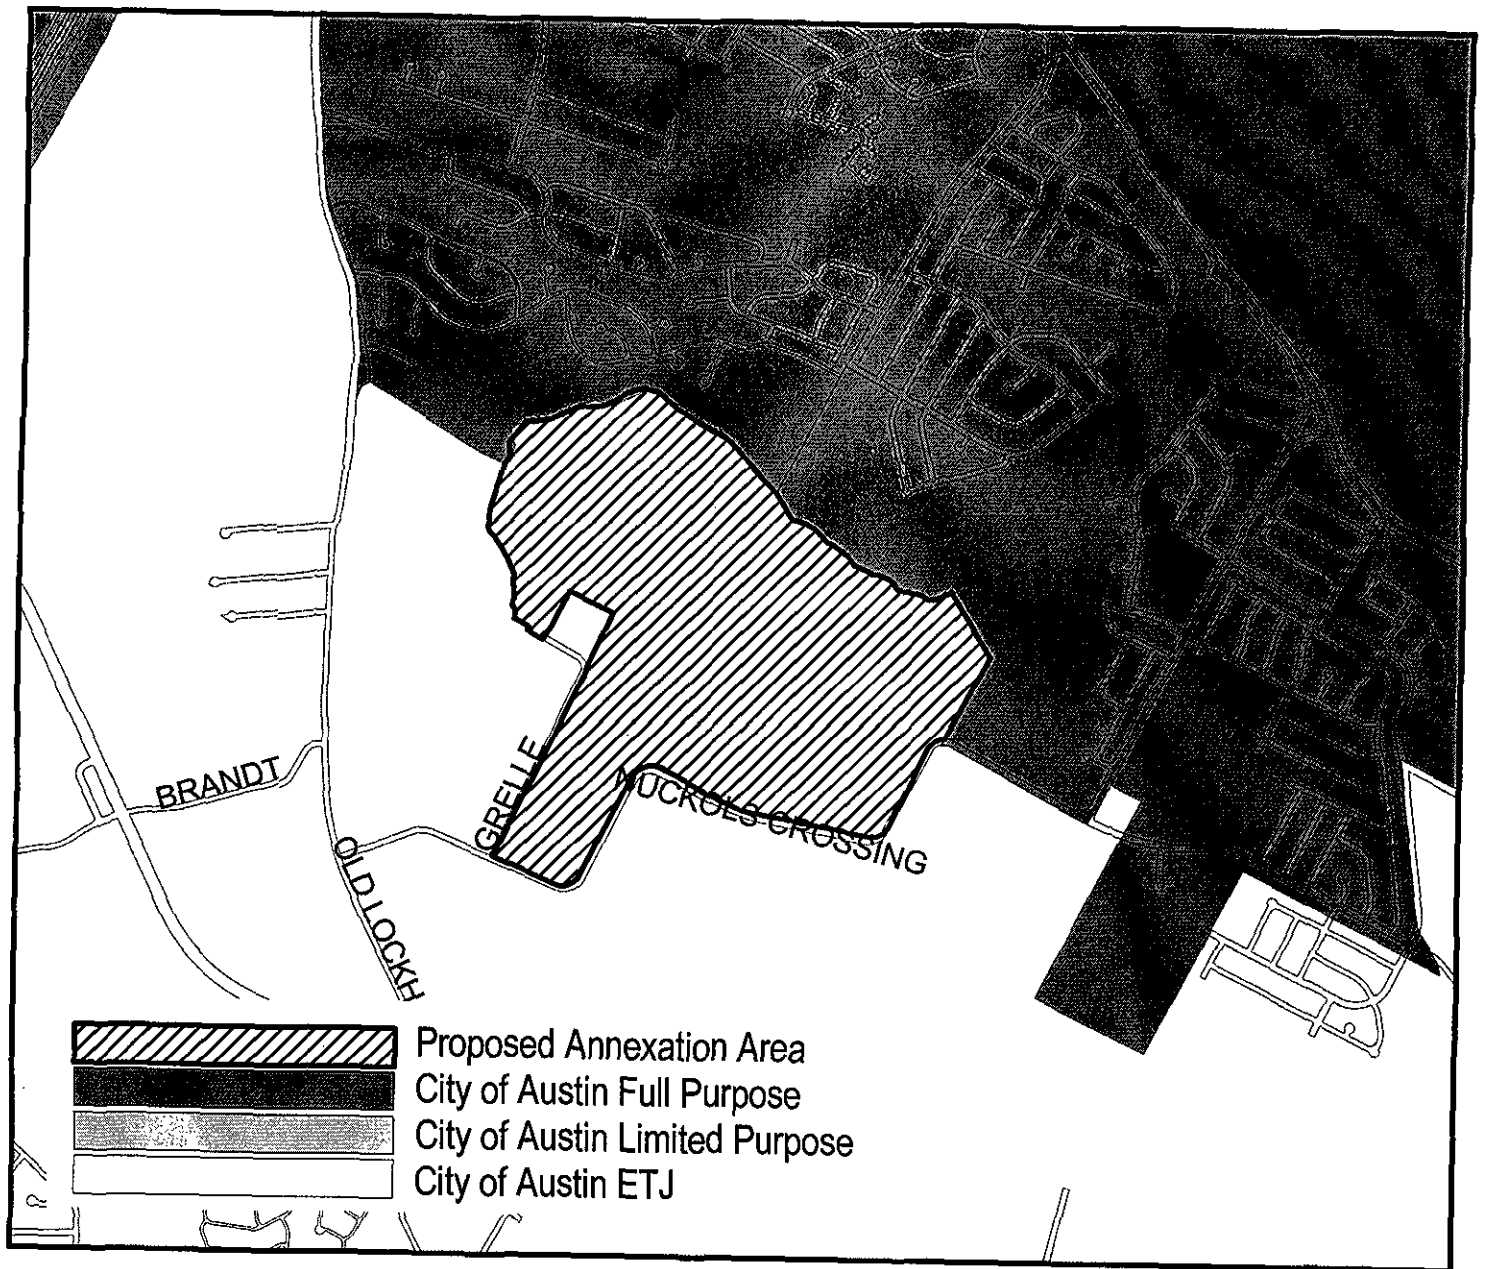 BRANDT
GRELLE
NUCKOLS CROSSING
OLD LOCKH
Proposed Annexation Area
City of Austin Full Purpose
City of Austin Limited Purpose
City of Austin ETJ